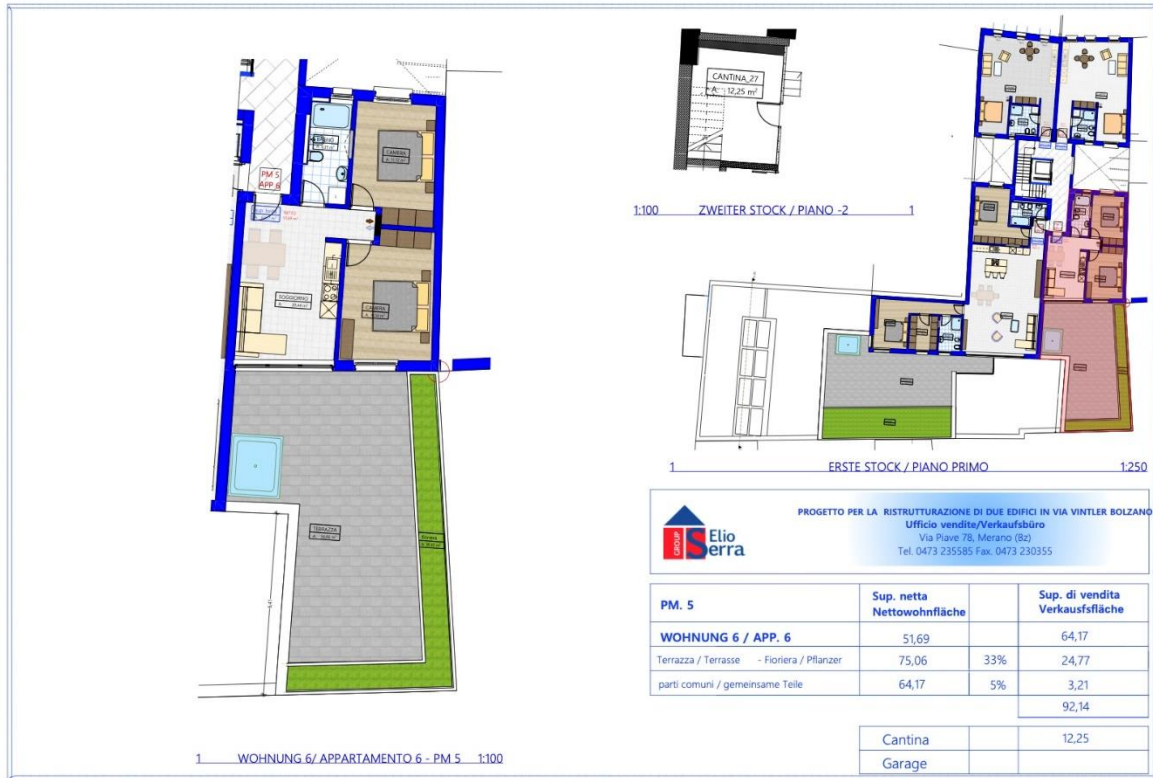 CANTINA_27
A: 12,25 m²
1:100 ZWEITER STOCK / PIANO -2 1
PM 5
APP 6
CAMERA
CAMERA
SOGGIORNO
TERRAZZA
1 ERSTE STOCK / PIANO PRIMO 1:250
GROUP
Elio
Serra
PROGETTO PER LA RISTRUTTURAZIONE DI DUE EDIFICI IN VIA VINTLER BOLZANO
Ufficio vendite/Verkaufsbüro
Via Piave 78, Merano (Bz)
Tel. 0473 235585 Fax. 0473 230355
PM. 5 Sup. netta Nettowohnfläche Sup. di vendita Verkausfsfläche
WOHNUNG 6 / APP. 6 51,69 64,17
Terrazza / Terrasse - Fioriera / Pflanzer 75,06 33% 24,77
parti comuni / gemeinsame Teile 64,17 5% 3,21
92,14
Cantina 12,25
Garage
1 WOHNUNG 6/ APPARTAMENTO 6 - PM 5 1:100